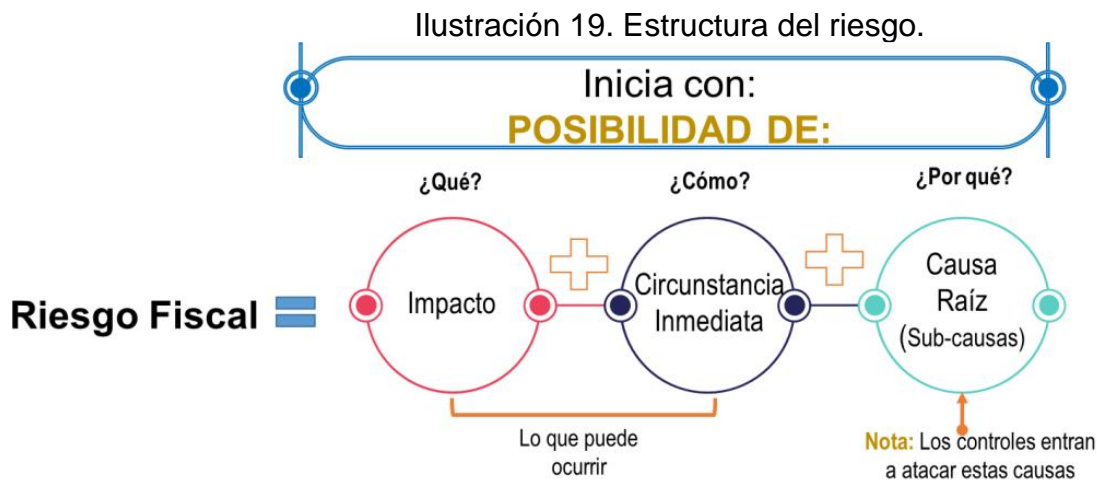 Ilustración 19. Estructura del riesgo.
Inicia con:
POSIBILIDAD DE:
¿Qué?
¿Cómo?
¿Por qué?
Riesgo Fiscal =
Impacto
Circunstancia
Inmediata
Causa
Raíz
(Sub-causas)
Lo que puede
ocurrir
Nota: Los controles entran
a atacar estas causas